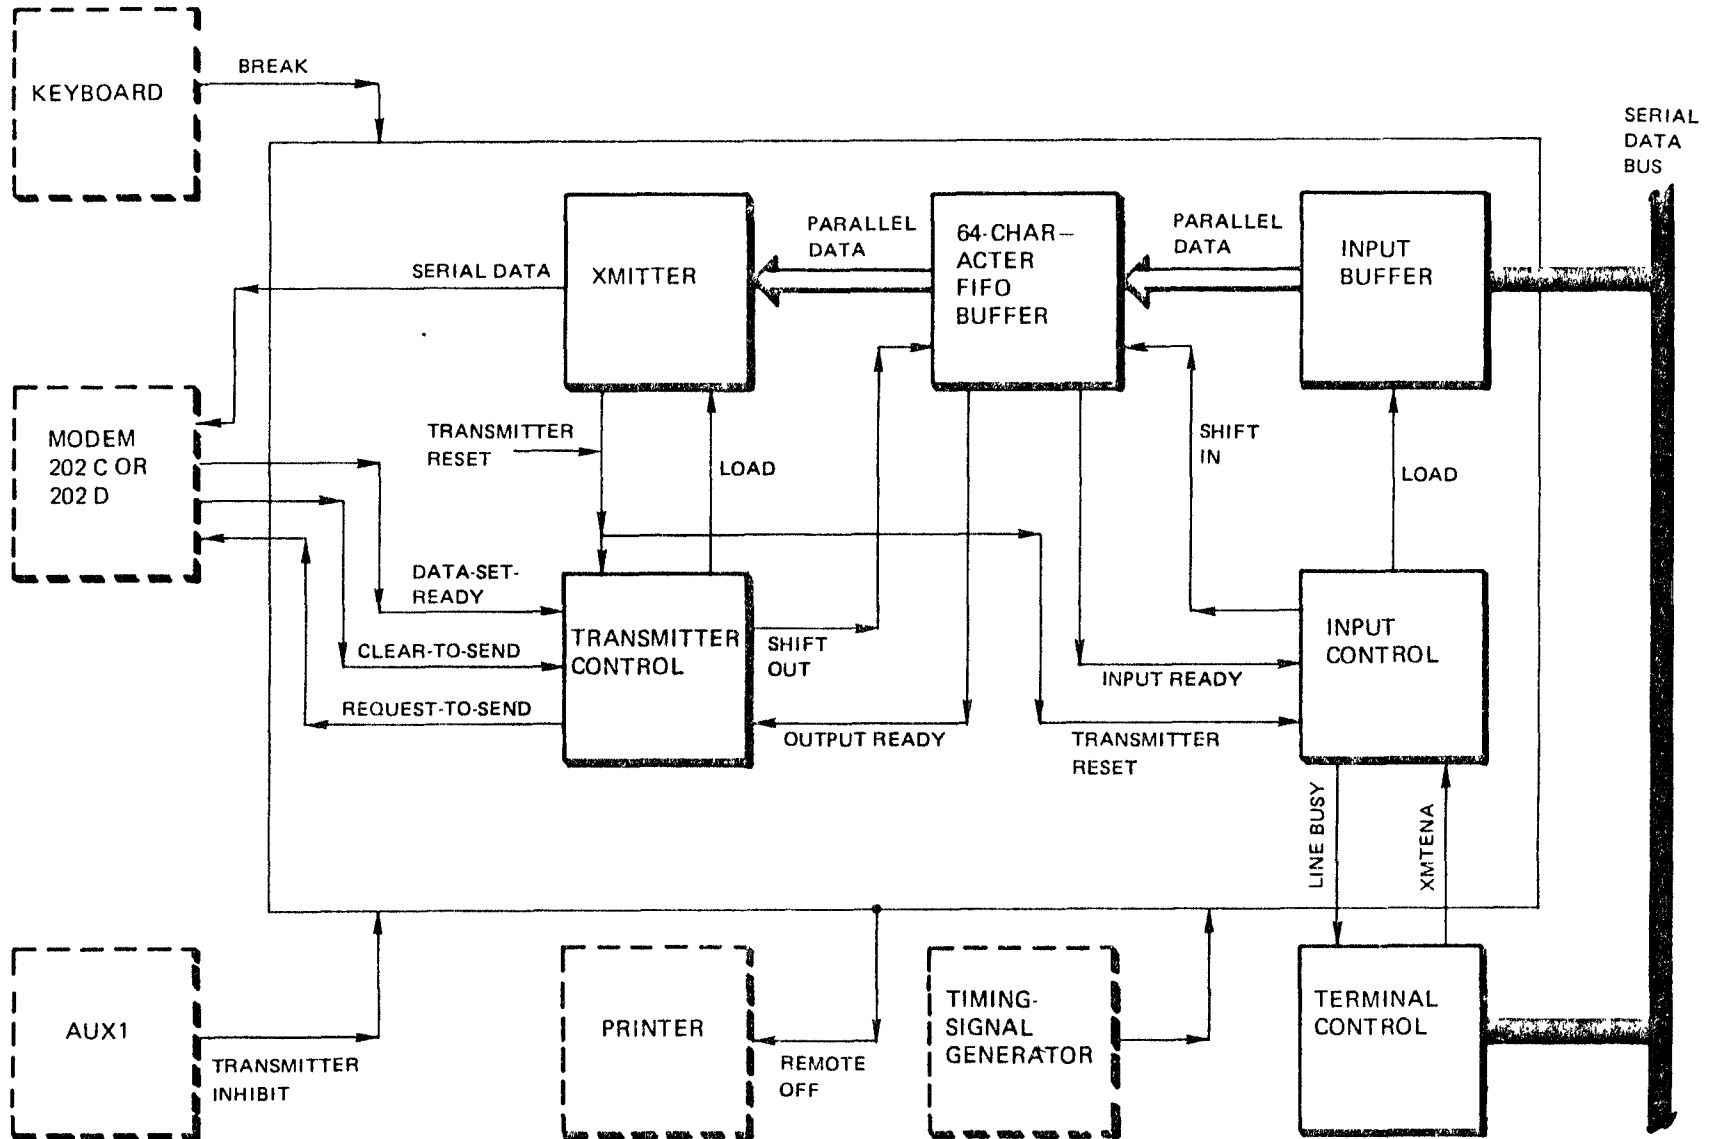 KEYBOARD
BREAK
SERIAL
DATA
BUS
XMITTER
PARALLEL
DATA
64-CHAR-
ACTER
FIFO
BUFFER
PARALLEL
DATA
INPUT
BUFFER
SERIAL DATA
MODEM
202 C OR
202 D
TRANSMITTER
RESET
LOAD
SHIFT
IN
LOAD
DATA-SET-
READY
CLEAR-TO-SEND
REQUEST-TO-SEND
TRANSMITTER
CONTROL
SHIFT
OUT
OUTPUT READY
INPUT READY
TRANSMITTER
RESET
INPUT
CONTROL
LINE BUSY
XMTENA
AUX1
TRANSMITTER
INHIBIT
PRINTER
REMOTE
OFF
TIMING-
SIGNAL
GENERATOR
TERMINAL
CONTROL